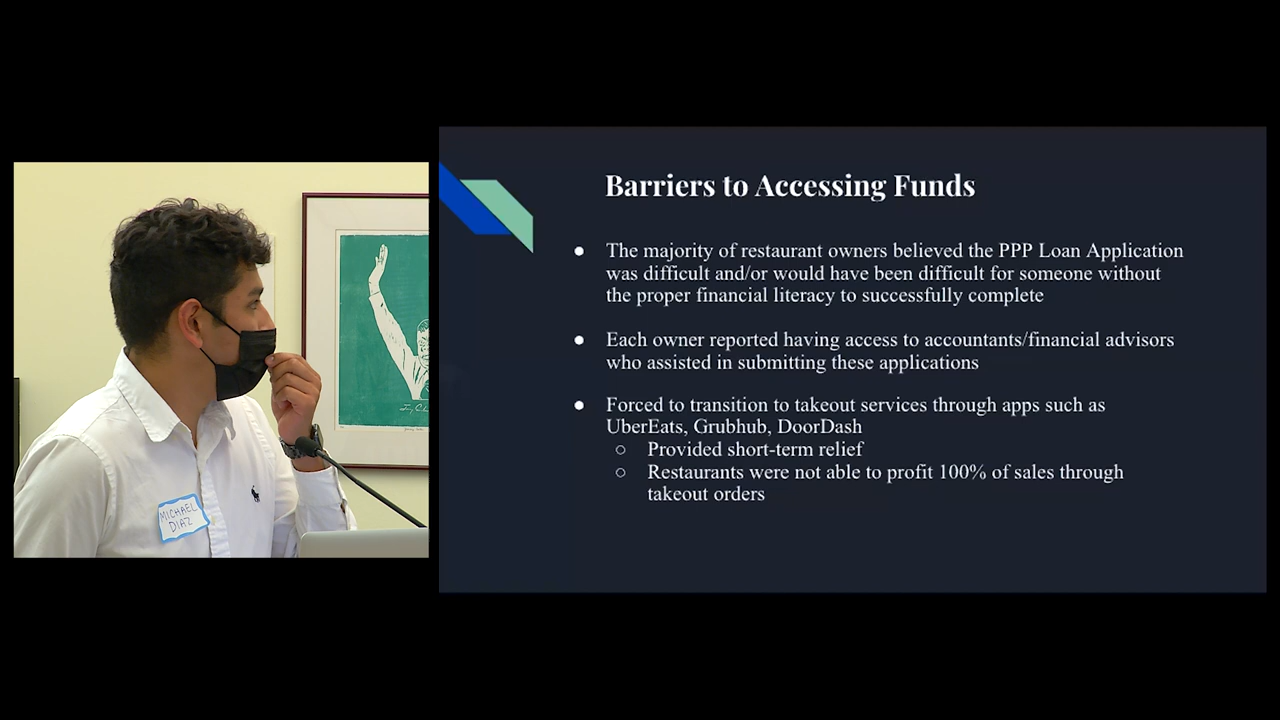 MICHAEL
DIAZ
Barriers to Accessing Funds
● The majority of restaurant owners believed the PPP Loan Application
was difficult and/or would have been difficult for someone without
the proper financial literacy to successfully complete
● Each owner reported having access to accountants/financial advisors
who assisted in submitting these applications
● Forced to transition to takeout services through apps such as
UberEats, Grubhub, DoorDash
○ Provided short-term relief
○ Restaurants were not able to profit 100% of sales through
takeout orders